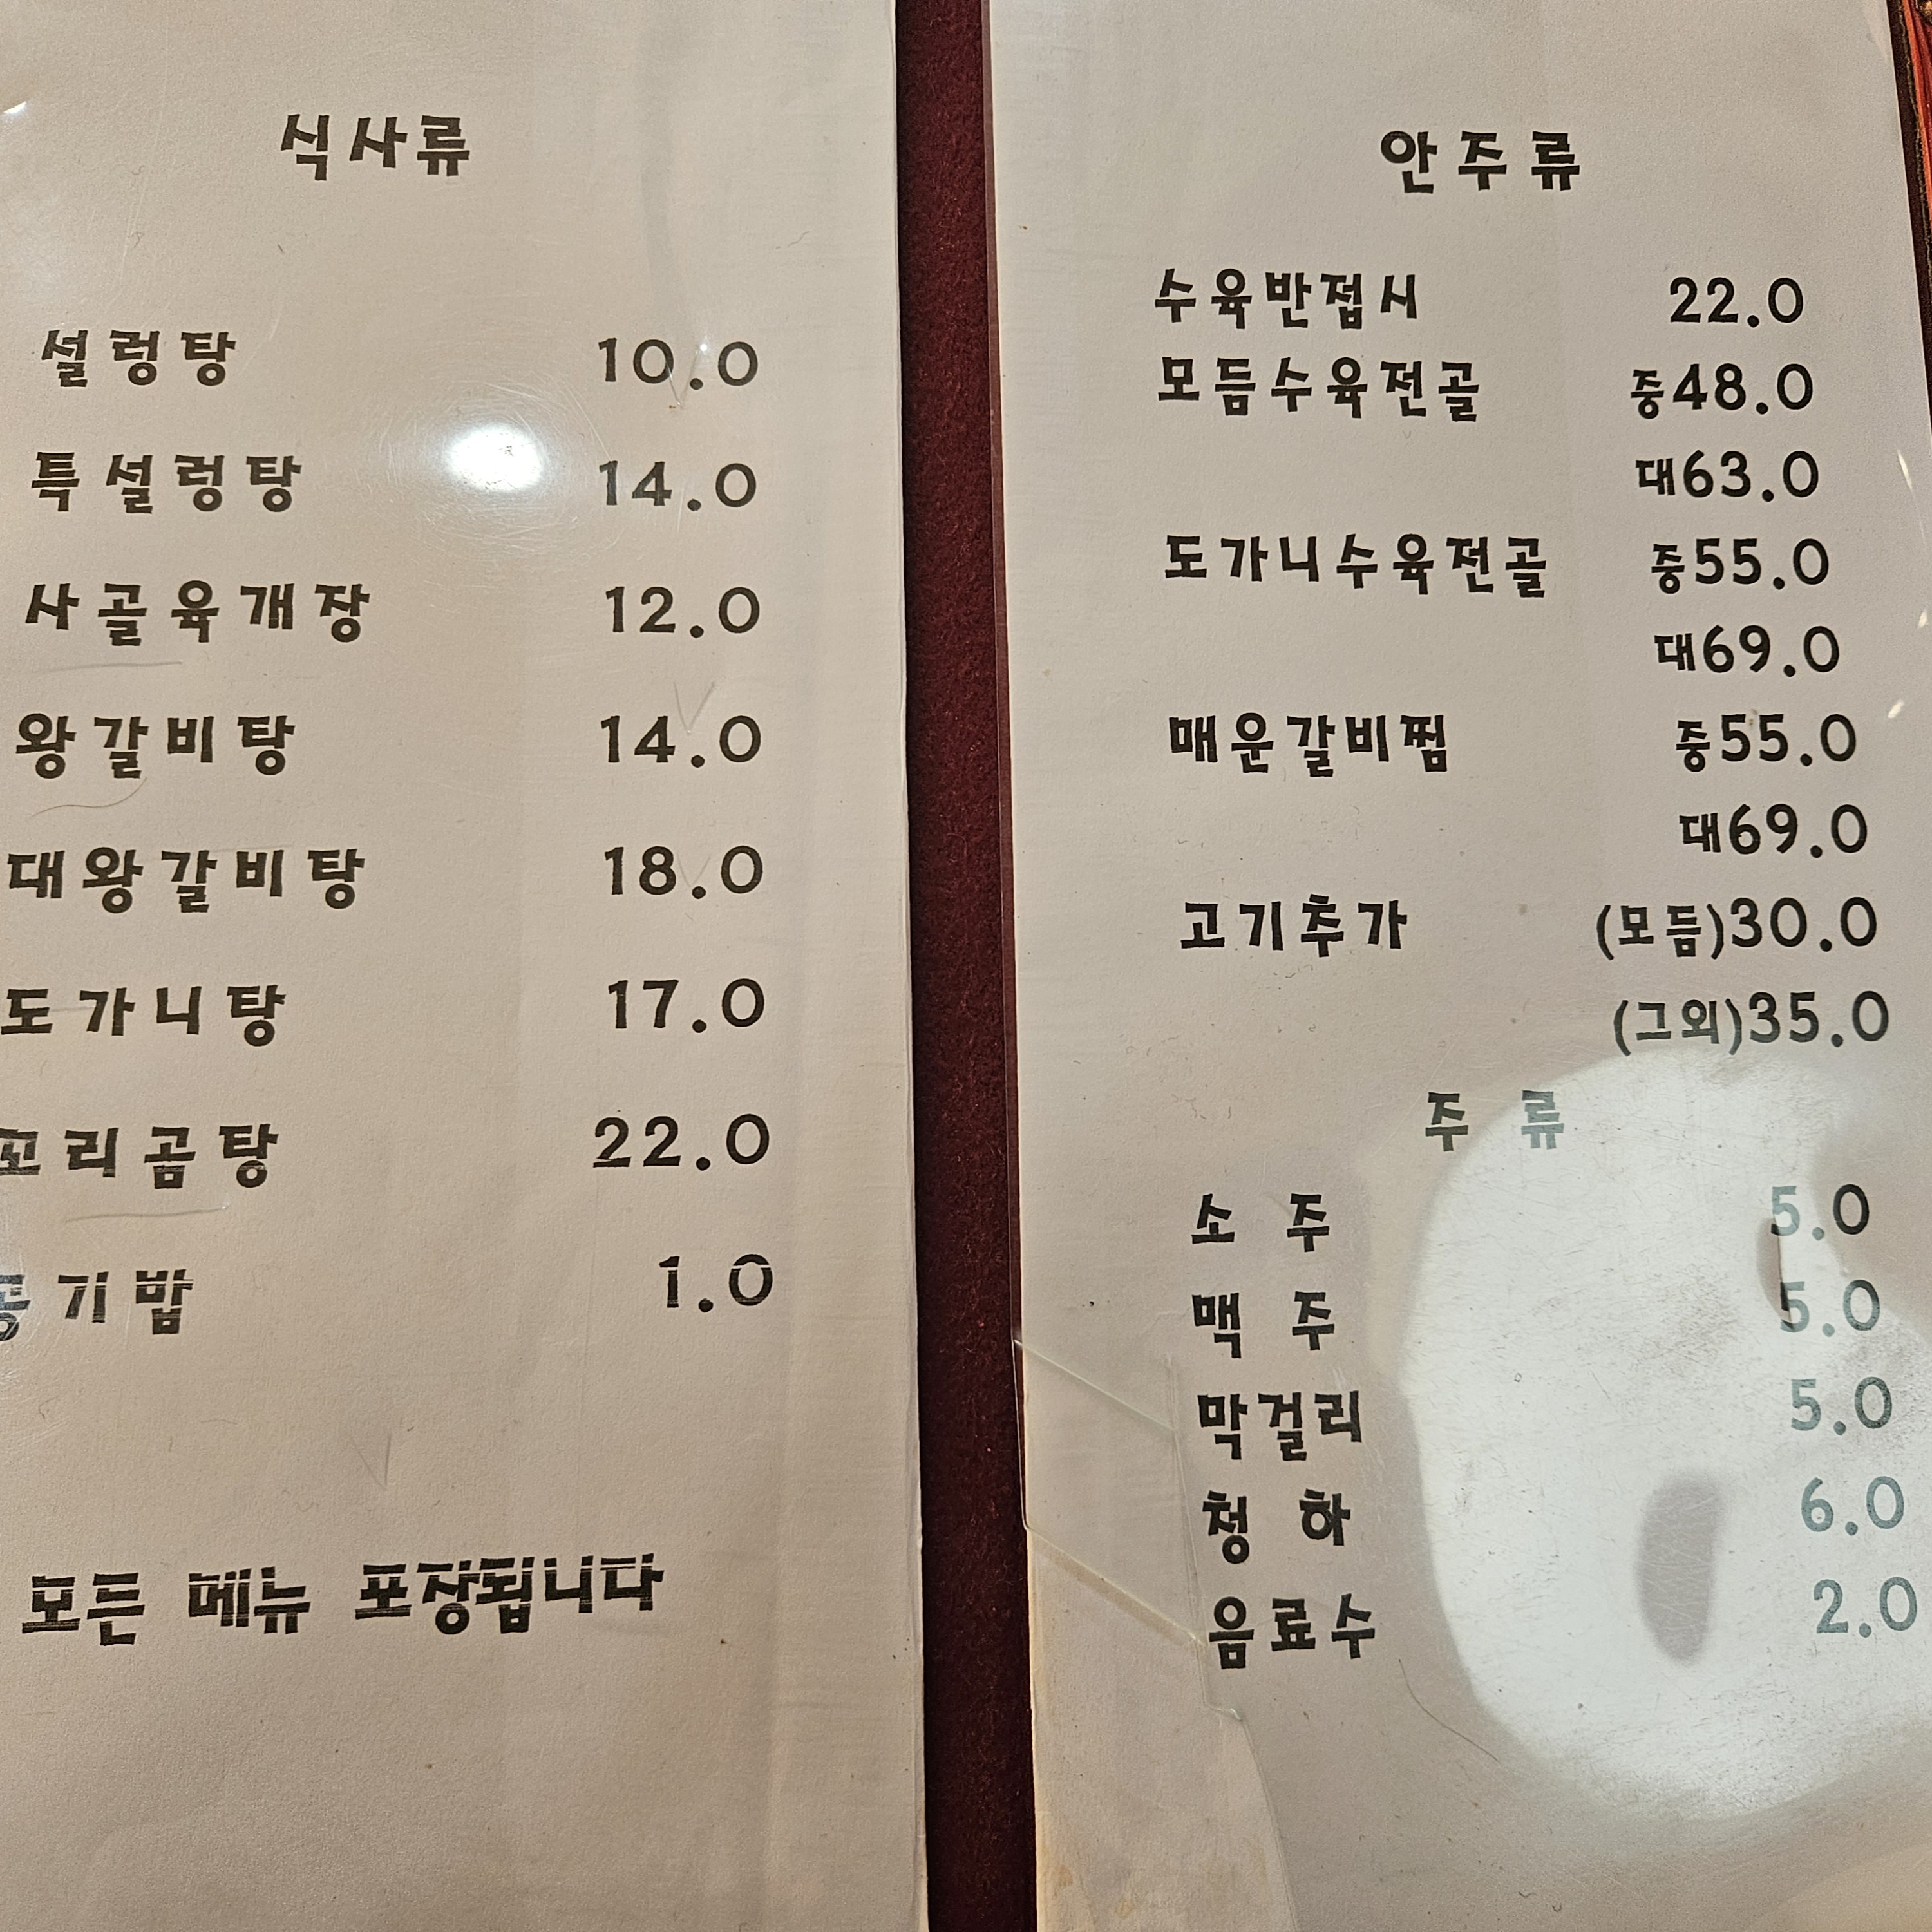 식사류
설렁탕 10.0
특설렁탕 14.0
사골육개장 12.0
왕갈비탕 14.0
대왕갈비탕 18.0
도가니탕 17.0
꼬리곰탕 22.0
공기밥 1.0
모든 메뉴 포장됩니다
안주류
수육반접시 22.0
모듬수육전골 중48.0
대63.0
도가니수육전골 중55.0
대69.0
매운갈비찜 중55.0
대69.0
고기추가 (모듬)30.0
(그외)35.0
주 류
소 주 5.0
맥 주 5.0
막걸리 5.0
청 하 6.0
음료수 2.0